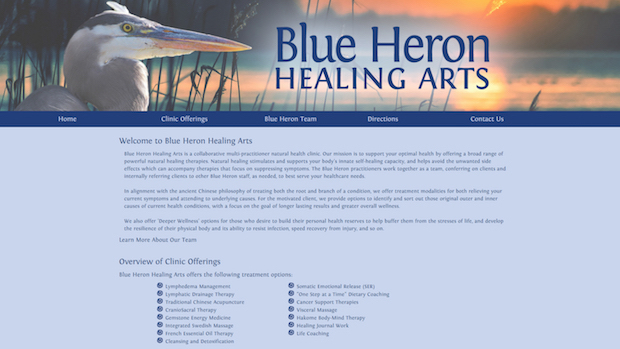 Blue Heron
HEALING ARTS
Home Clinic Offerings Blue Heron Team Directions Contact Us
Welcome to Blue Heron Healing Arts
Blue Heron Healing Arts is a collaborative multi-practitioner natural health clinic. Our mission is to support your optimal health by offering a broad range of
powerful natural healing therapies. Natural healing stimulates and supports your body's innate self-healing capacity, and helps avoid the unwanted side
effects which can accompany therapies that focus on suppressing symptoms. The Blue Heron practitioners work together as a team, conferring on clients and
internally referring clients to other Blue Heron staff, as needed, to best serve your healthcare needs.
In alignment with the ancient Chinese philosophy of treating both the root and branch of a condition, we offer treatment modalities for both relieving your
current symptoms and attending to underlying causes. For the motivated client, we provide options to identify and sort out those original outer and inner
causes of current health conditions, with a focus on the goal of longer lasting results and greater overall wellness.
We also offer 'Deeper Wellness' options for those who desire to build their personal health reserves to help buffer them from the stresses of life, and develop
the resilience of their physical body and its ability to resist infection, speed recovery from injury, and so on.
Learn More About Our Team
Overview of Clinic Offerings
Blue Heron Healing Arts offers the following treatment options:
Lymphedema Management
Lymphatic Drainage Therapy
Traditional Chinese Acupuncture
CranioSacral Therapy
Gemstone Energy Medicine
Integrated Swedish Massage
French Essential Oil Therapy
Cleansing and Detoxification
Somatic Emotional Release (SER)
"One Step at a Time" Dietary Coaching
Cancer Support Therapies
Visceral Massage
Hakomi Body-Mind Therapy
Healing Journal Work
Life Coaching